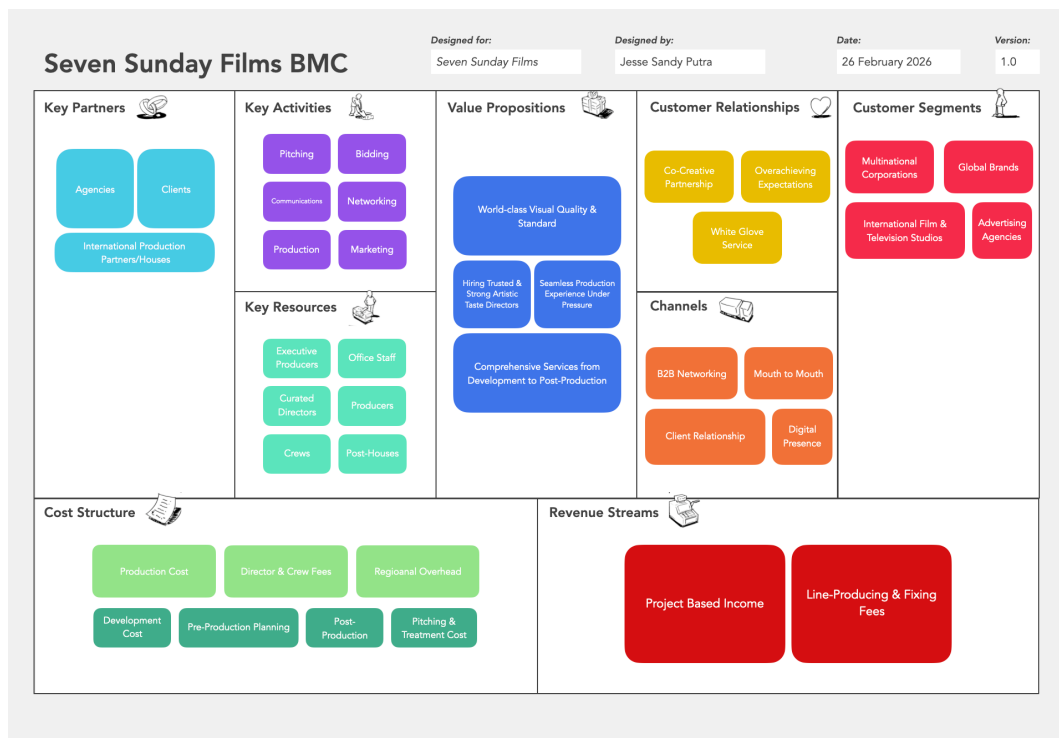 Designed for:
Designed by:
Date:
Version:
Seven Sunday Films BMC
Seven Sunday Films
Jesse Sandy Putra
26 February 2026
1.0
Key Partners
Agencies
Clients
International Production
Partners/Houses
Key Activities
Pitching
Bidding
Communications
Networking
Production
Marketing
Key Resources
Executive
Producers
Office Staff
Curated
Directors
Producers
Crews
Post-Houses
Value Propositions
World-class Visual Quality &
Standard
Hiring Trusted &
Strong Artistic
Taste Directors
Seamless Production
Experience Under
Pressure
Comprehensive Services from
Development to Post-Production
Customer Relationships
Co-Creative
Partnership
Overachieving
Expectations
White Glove
Service
Channels
B2B Networking
Mouth to Mouth
Client Relationship
Digital
Presence
Customer Segments
Multinational
Corporations
Global Brands
International Film &
Television Studios
Advertising
Agencies
Cost Structure
Production Cost
Director & Crew Fees
Regioanal Overhead
Development
Cost
Pre-Production Planning
Post-
Production
Pitching &
Treatment Cost
Revenue Streams
Project Based Income
Line-Producing & Fixing
Fees